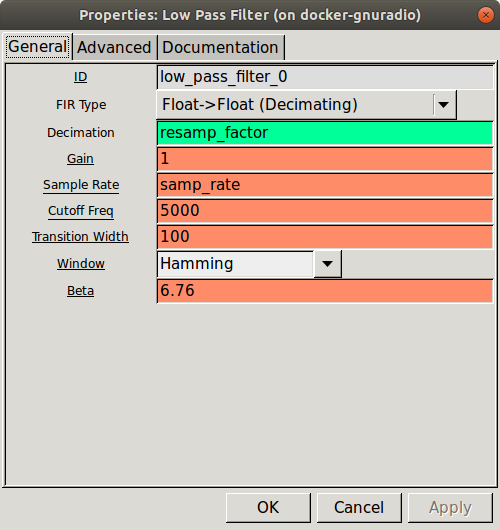 Properties: Low Pass Filter (on docker-gnuradio)
General Advanced Documentation
ID low_pass_filter_0
FIR Type Float->Float (Decimating)
Decimation resamp_factor
Gain 1
Sample Rate samp_rate
Cutoff Freq 5000
Transition Width 100
Window Hamming
Beta 6.76
OK Cancel Apply